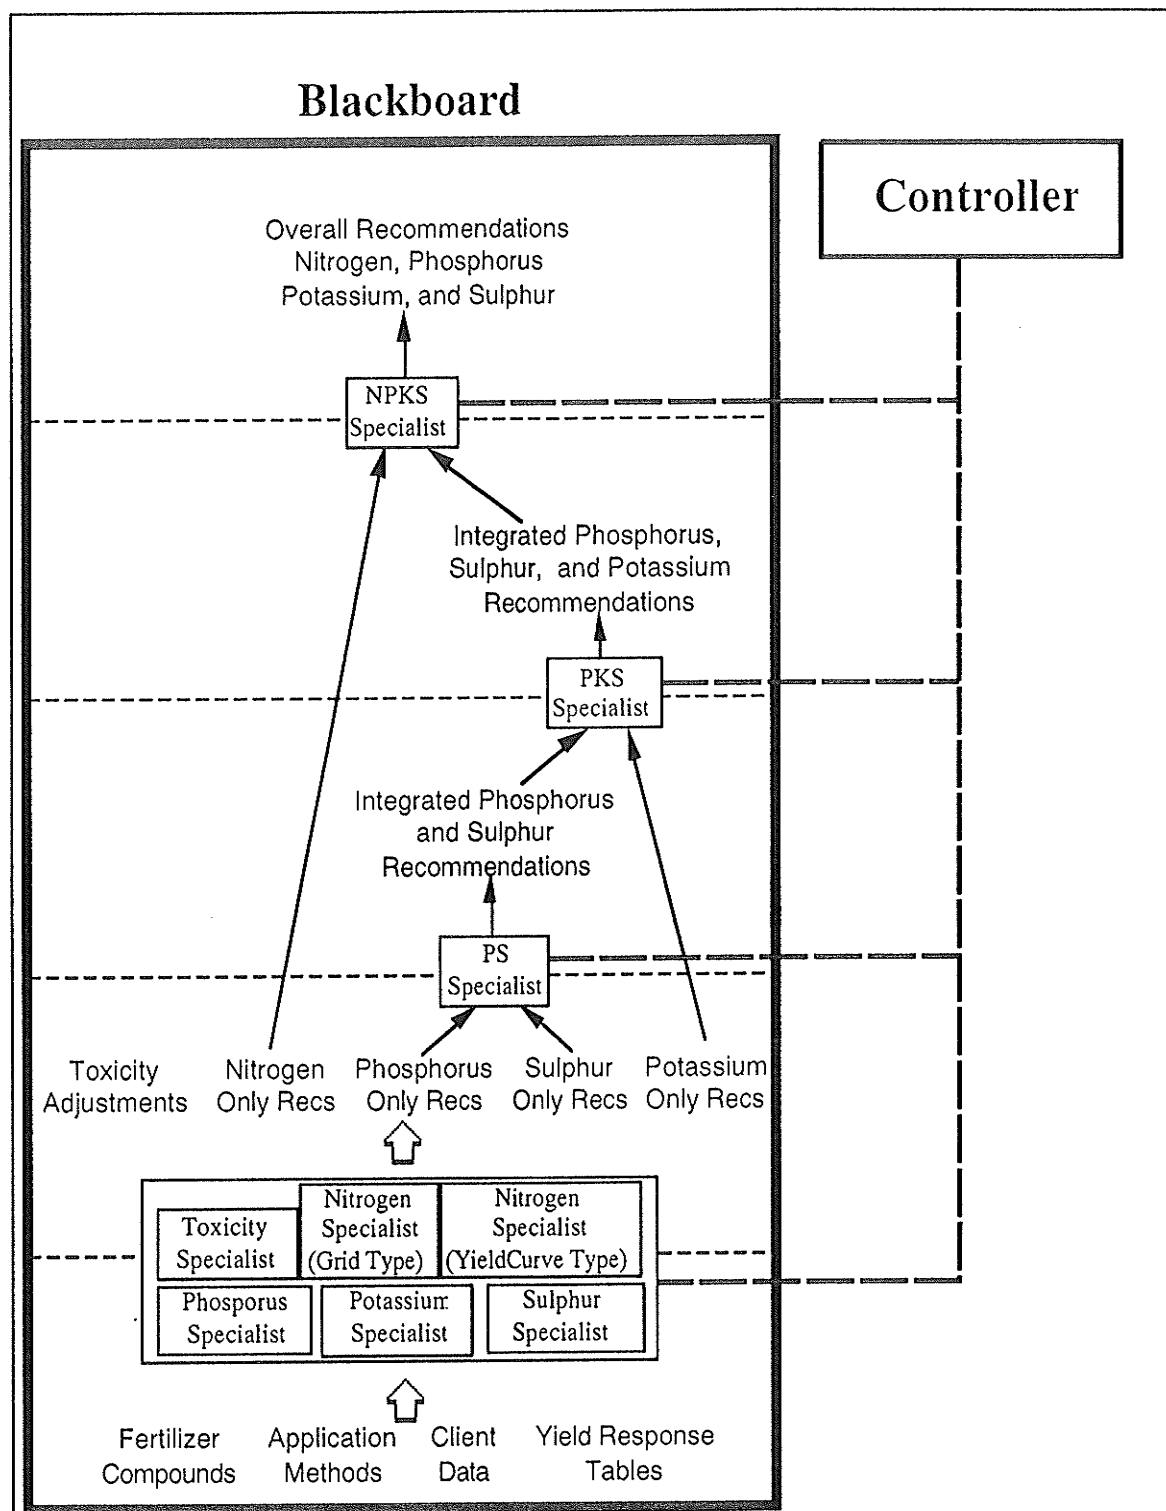 Blackboard
Controller
Overall Recommendations
Nitrogen, Phosphorus
Potassium, and Sulphur
NPKS
Specialist
Integrated Phosphorus,
Sulphur, and Potassium
Recommendations
PKS
Specialist
Integrated Phosphorus
and Sulphur
Recommendations
PS
Specialist
Toxicity
Adjustments
Nitrogen
Only Recs
Phosphorus
Only Recs
Sulphur
Only Recs
Potassium
Only Recs
Toxicity
Specialist
Nitrogen
Specialist
(Grid Type)
Nitrogen
Specialist
(YieldCurve Type)
Phosporus
Specialist
Potassium
Specialist
Sulphur
Specialist
Fertilizer
Compounds
Application
Methods
Client
Data
Yield Response
Tables